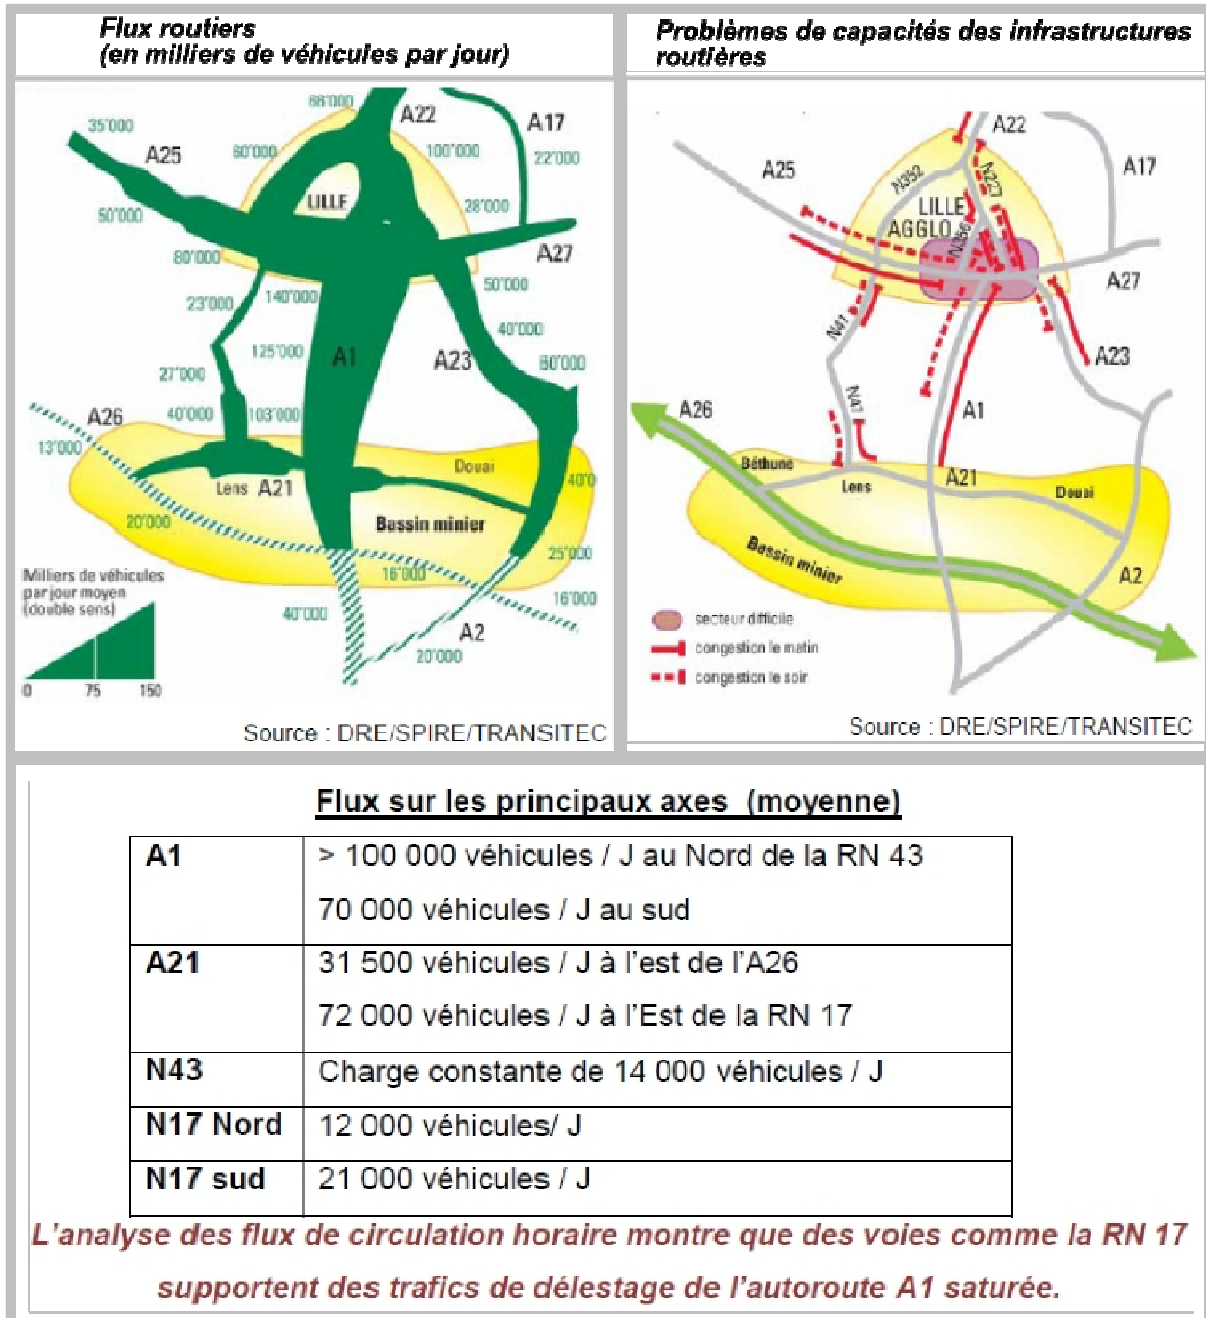 Flux routiers
(en milliers de véhicules par jour)
68'000
A22
A17
35'000
A25
60'000
100'000
22'000
LILLE
50'000
28'000
80'000
A27
50'000
23'000
140'000
40'000
125'000
A1
A23
60'000
27'000
A26
40'000
103'000
13'000
Douai
40'0
Lens A21
20'000
Bassin minier
25'000
16'000
Milliers de véhicules
par jour moyen
(double sens)
16'000
40'000
A2
20'000
0 75 150
Source : DRE/SPIRE/TRANSITEC
Problèmes de capacités des infrastructures
routières
A22
A25
A17
N352
N227
LILLE
AGGLO
N356
A27
N41
A23
N47
A26
A1
Béthune
Lens
A21
Douai
Bassin minier
A2
secteur difficile
congestion le matin
congestion le soir
Source : DRE/SPIRE/TRANSITEC
Flux sur les principaux axes (moyenne)
A1
> 100 000 véhicules / J au Nord de la RN 43
70 000 véhicules / J au sud
A21
31 500 véhicules / J à l'est de l'A26
72 000 véhicules / J à l'Est de la RN 17
N43
Charge constante de 14 000 véhicules / J
N17 Nord
12 000 véhicules/ J
N17 sud
21 000 véhicules / J
L'analyse des flux de circulation horaire montre que des voies comme la RN 17
supportent des trafics de délestage de l'autoroute A1 saturée.